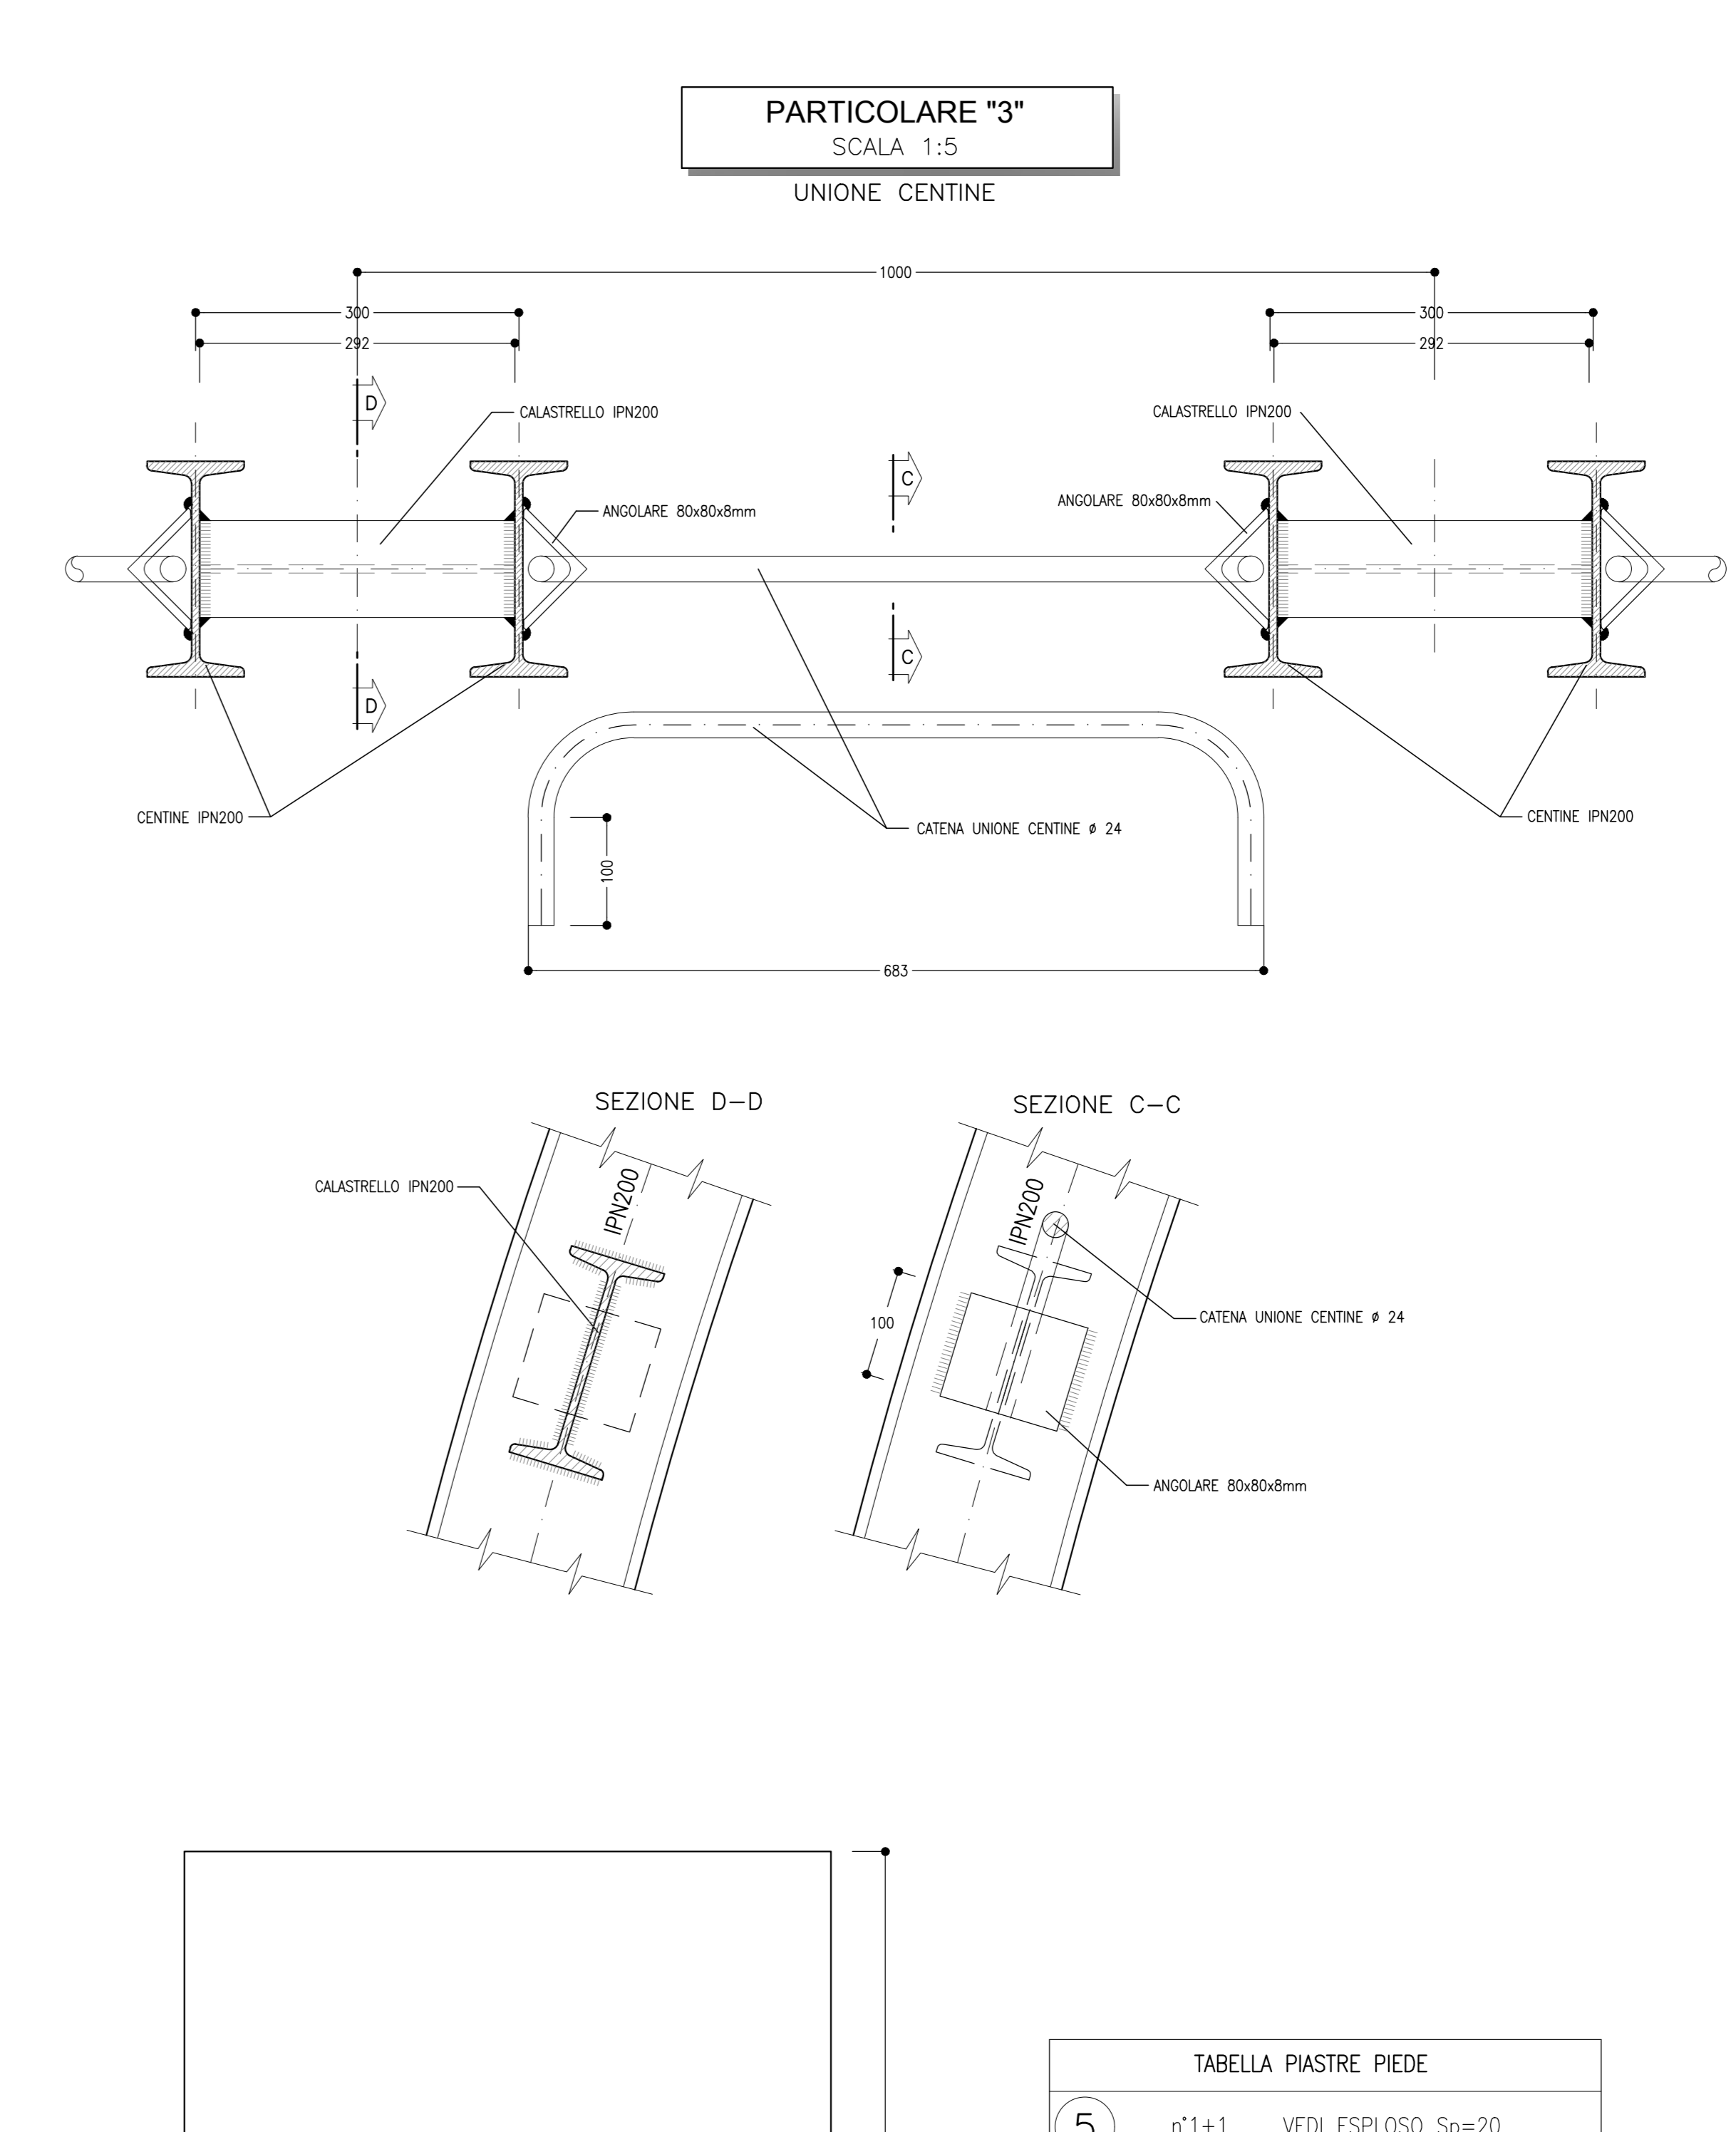 PARTICOLARE "3"
SCALA 1:5
UNIONE CENTINE
1000
300
300
292
292
D
CALASTRELLO IPN200
CALASTRELLO IPN200
C
ANGOLARE 80x80x8mm
ANGOLARE 80x80x8mm
C
D
CENTINE IPN200
CENTINE IPN200
CATENA UNIONE CENTINE ø 24
100
683
SEZIONE D-D
SEZIONE C-C
CALASTRELLO IPN200
IPN200
IPN200
100
CATENA UNIONE CENTINE ø 24
ANGOLARE 80x80x8mm
TABELLA PIASTRE PIEDE
5 n°1+1 VEDI ESPLOSO Sp=20